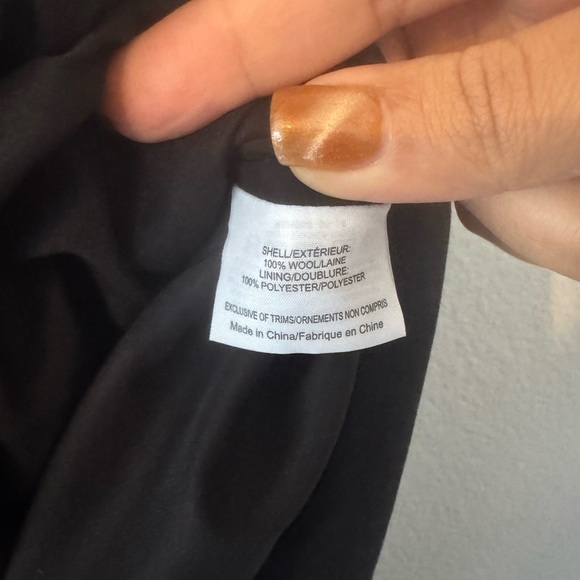 SHELL/EXTÉRIEUR:
100% WOOL/LAINE
LINING/DOUBLURE:
100% POLYESTER/POLYESTER
EXCLUSIVE OF TRIMS/ORNEMENTS NON COMPRIS
Made in China/Fabrique en Chine